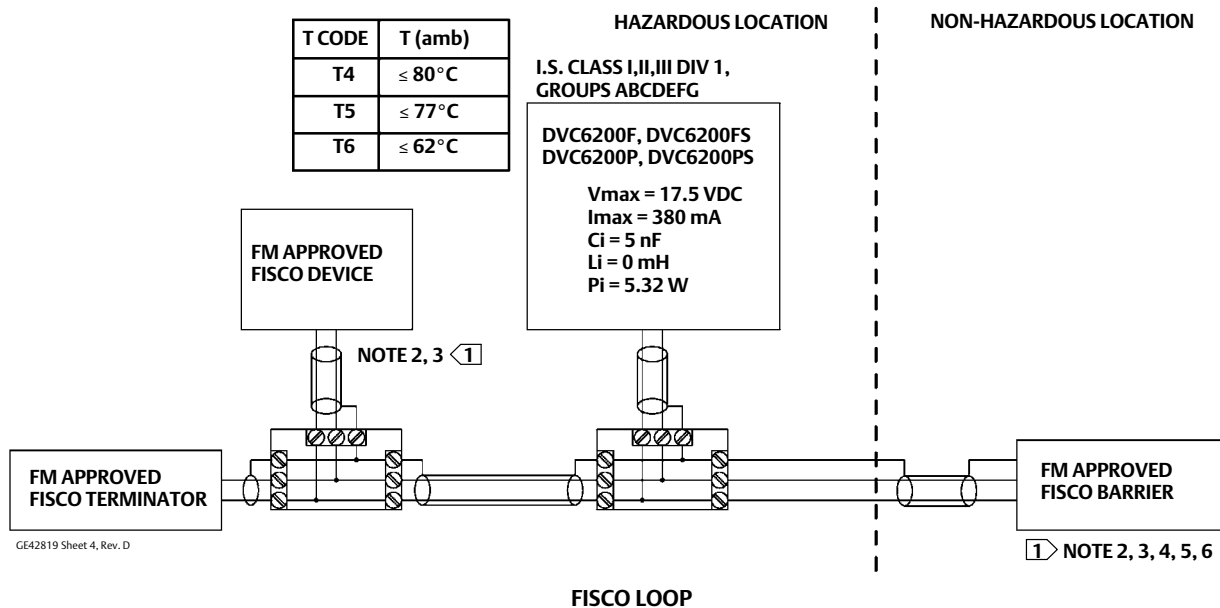 HAZARDOUS LOCATION
NON-HAZARDOUS LOCATION
T CODE T (amb)
T4 ≤ 80°C
T5 ≤ 77°C
T6 ≤ 62°C
I.S. CLASS I,II,III DIV 1,
GROUPS ABCDEFG
DVC6200F, DVC6200FS
DVC6200P, DVC6200PS
Vmax = 17.5 VDC
Imax = 380 mA
Ci = 5 nF
Li = 0 mH
Pi = 5.32 W
FM APPROVED
FISCO DEVICE
NOTE 2, 3 1
FM APPROVED
FISCO TERMINATOR
FM APPROVED
FISCO BARRIER
GE42819 Sheet 4, Rev. D
1 NOTE 2, 3, 4, 5, 6
FISCO LOOP